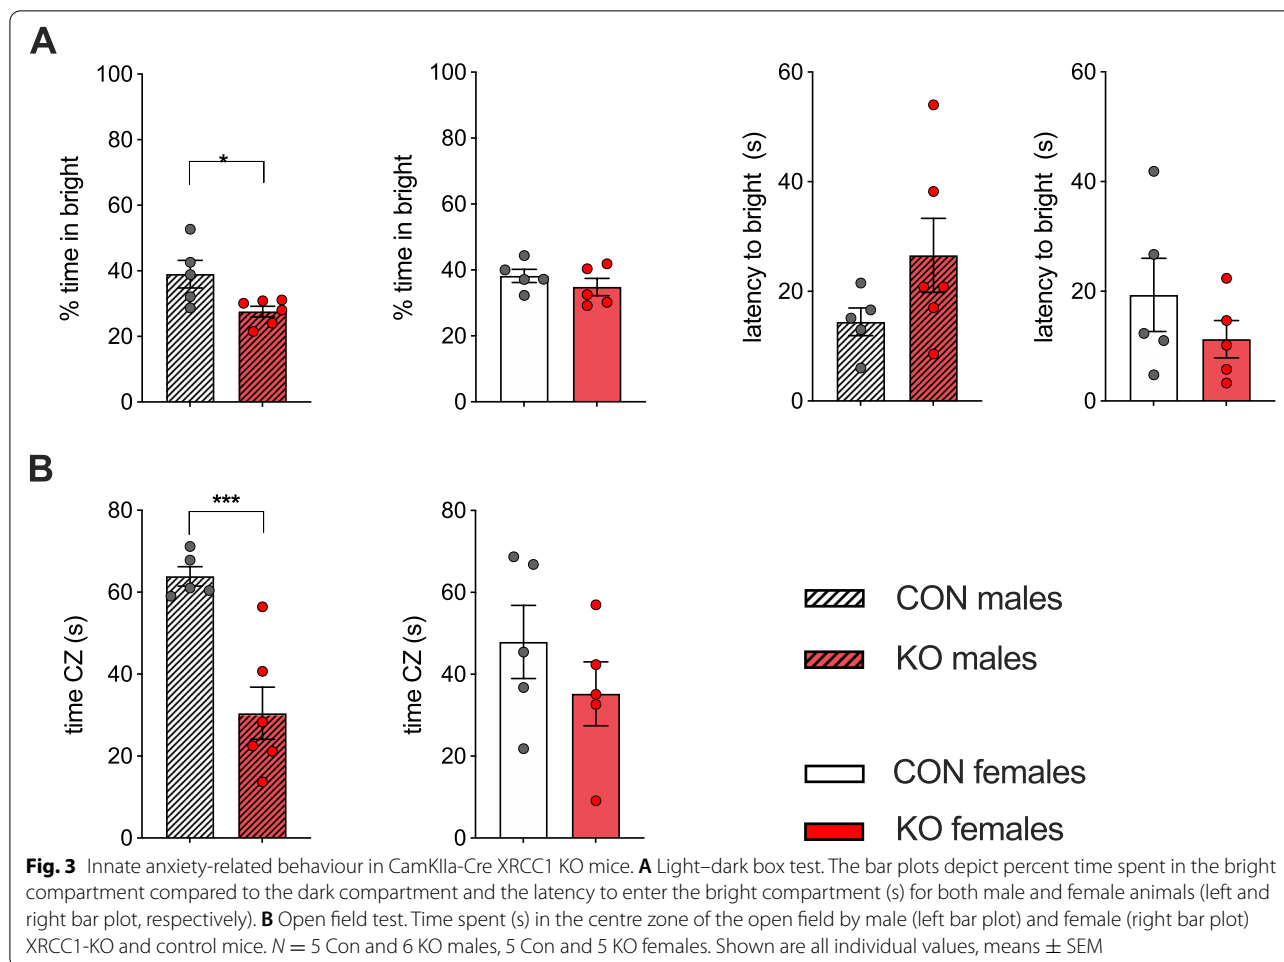 A
% time in bright
100
80
60
40
20
0
*
% time in bright
100
80
60
40
20
0
latency to bright (s)
60
40
20
0
latency to bright (s)
60
40
20
0
B
time CZ (s)
80
60
40
20
0
***
time CZ (s)
80
60
40
20
0
CON males
KO males
CON females
KO females
Fig. 3 Innate anxiety-related behaviour in CamKIIa-Cre XRCC1 KO mice. A Light–dark box test. The bar plots depict percent time spent in the bright
compartment compared to the dark compartment and the latency to enter the bright compartment (s) for both male and female animals (left and
right bar plot, respectively). B Open field test. Time spent (s) in the centre zone of the open field by male (left bar plot) and female (right bar plot)
XRCC1-KO and control mice. N = 5 Con and 6 KO males, 5 Con and 5 KO females. Shown are all individual values, means ± SEM